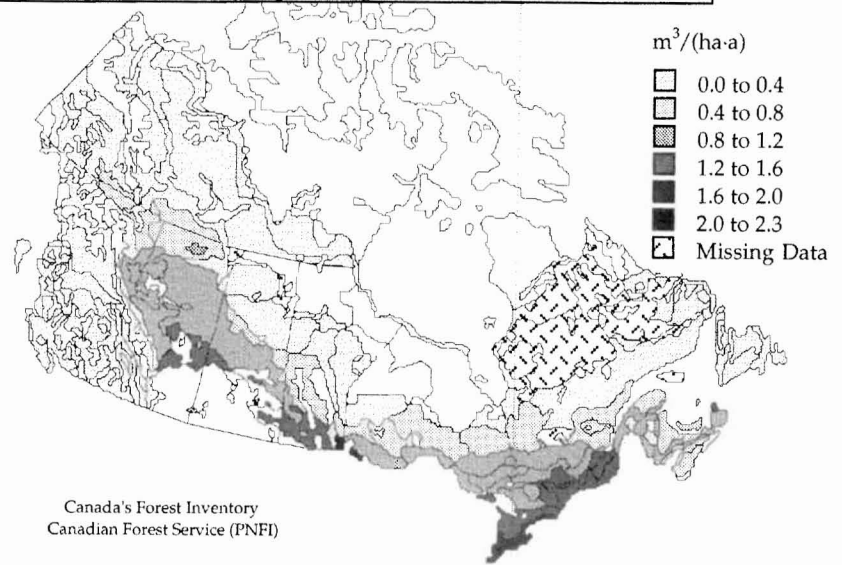 m³/(ha·a)
0.0 to 0.4
0.4 to 0.8
0.8 to 1.2
1.2 to 1.6
1.6 to 2.0
2.0 to 2.3
Missing Data
Canada's Forest Inventory
Canadian Forest Service (PNFI)